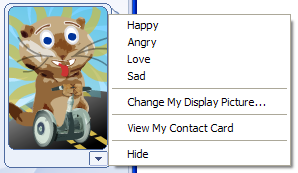 Happy
Angry
Love
Sad
Change My Display Picture...
View My Contact Card
Hide